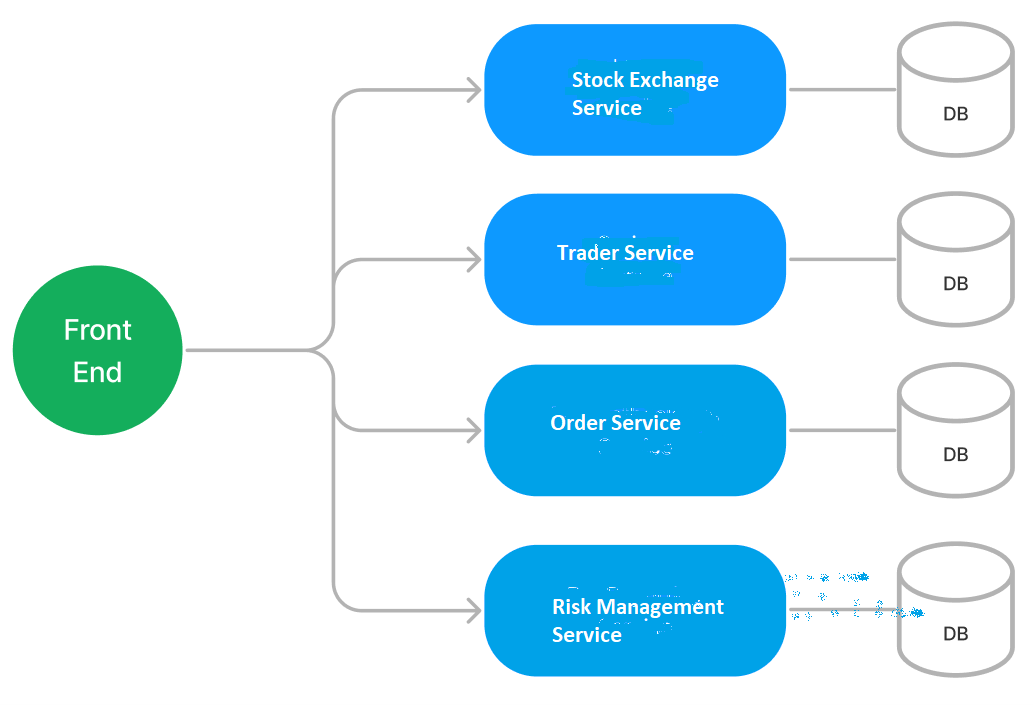 Front
End
Stock Exchange
Service
DB
Trader Service
DB
Order Service
DB
Risk Management
Service
DB